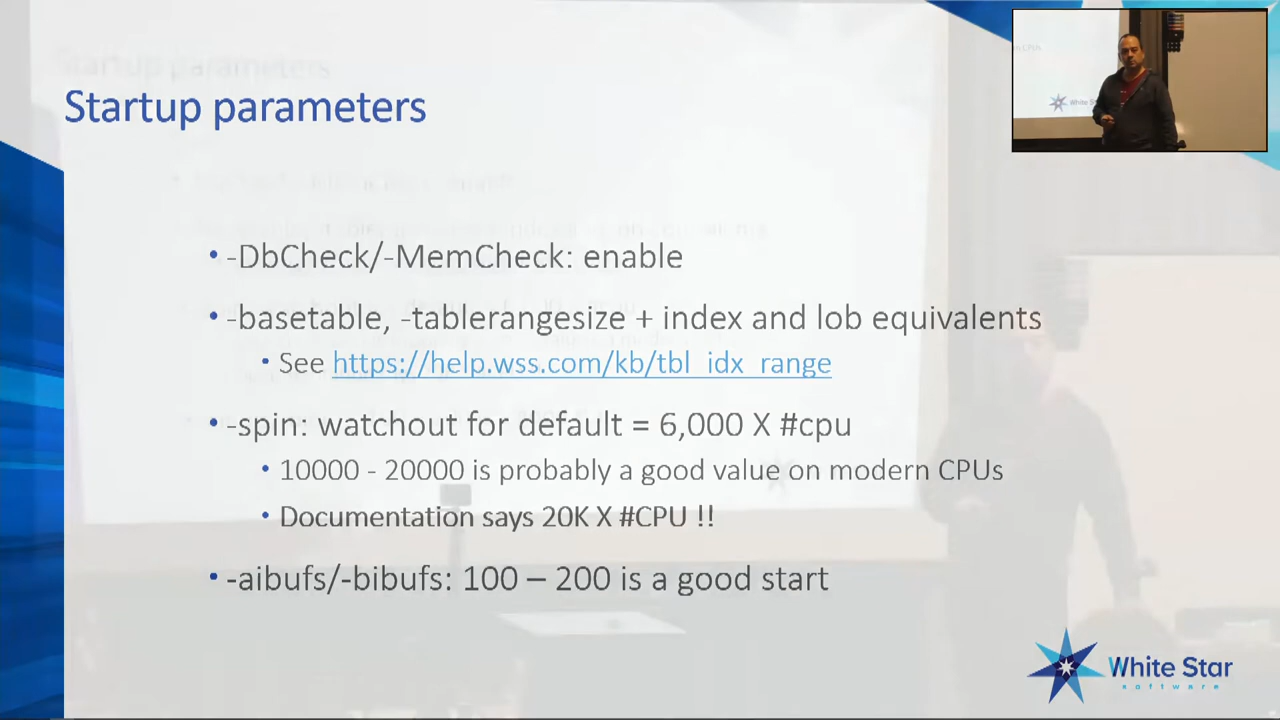 Startup parameters
Startup parameters
• -DbCheck/-MemCheck: enable
• -basetable, -tablerangesize + index and lob equivalents
• See https://help.wss.com/kb/tbl_idx_range
• -spin: watchout for default = 6,000 X #cpu
• 10000 - 20000 is probably a good value on modern CPUs
• Documentation says 20K X #CPU !!
• -aibufs/-bibufs: 100 – 200 is a good start
White Star
software